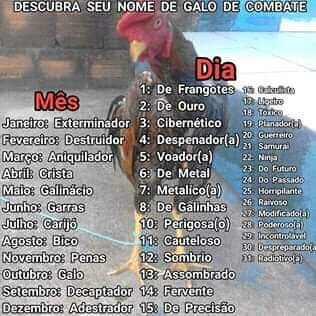 DESCUBRA SEU NOME DE GALO DE COMBATE
Mês
Janeiro: Exterminador
Fevereiro: Destruidor
Março: Aniquilador
Abril: Crista
Maio: Galinácio
Junho: Garras
Julho: Carijó
Agosto: Bico
Novembro: Penas
Outubro: Galo
Setembro: Decaptador
Dezembro: Adestrador
Dia
1: De Frangotes
2: De Ouro
3: Cibernético
4: Despenador(a)
5: Voador(a)
6: De Metal
7: Metalico(a)
8: De Galinhas
10: Perigosa(o)
11: Cauteloso
12: Sombrio
13: Assombrado
14: Fervente
15: De Precisão
16: Calculista
17: Ligeiro
18: Tóxico
19: Planador(a)
20: Guerreiro
21: Samurai
22: Ninja
23: Do Futuro
24: Do Passado
25: Horripilante
26: Raivoso
27: Modificado(a)
28: Poderoso(a)
29: Incontrolável
30: Despreparado(a)
31: Radiotivo(a)